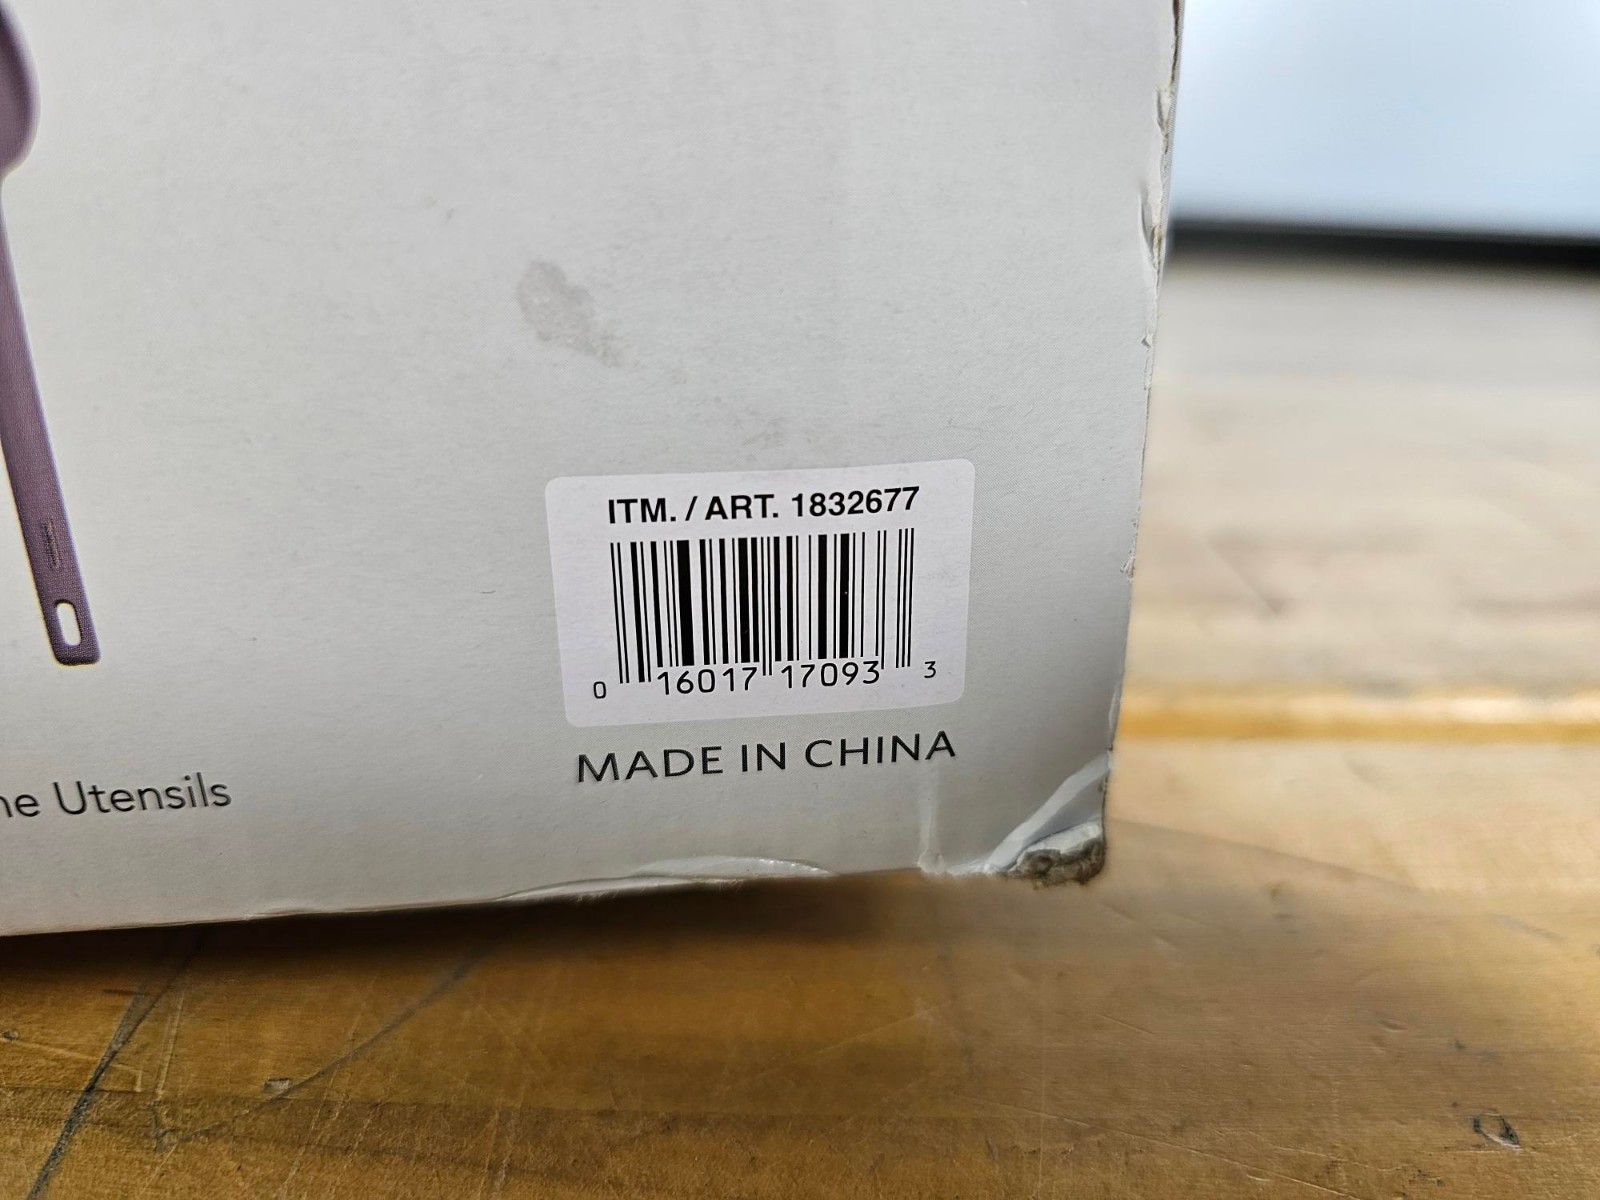 ITM. / ART. 1832677
0 16017 17093 3
MADE IN CHINA
ne Utensils